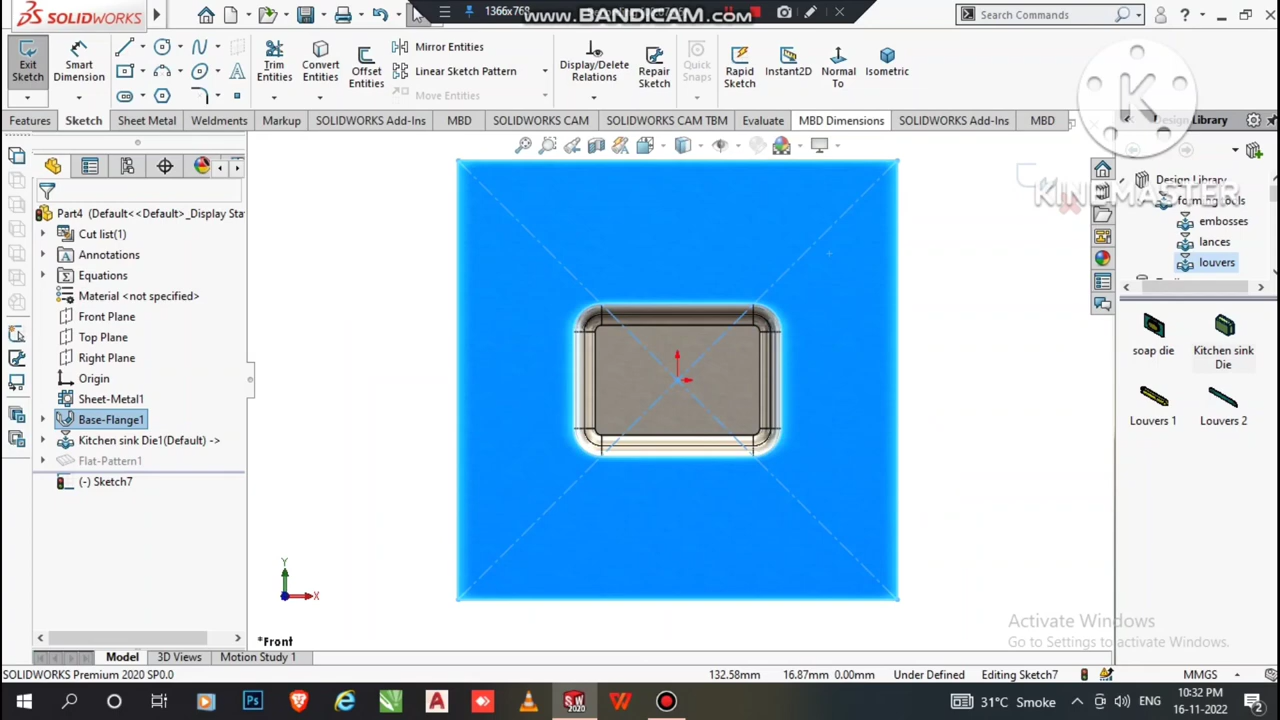 SOLIDWORKS
1366x768
www.BANDICAM.com
Search Commands
Exit Sketch
Smart Dimension
Trim Entities
Convert Entities
Offset Entities
Mirror Entities
Linear Sketch Pattern
Move Entities
Display/Delete Relations
Repair Sketch
Quick Snaps
Rapid Sketch
Instant2D
Normal To
Isometric
Features
Sketch
Sheet Metal
Weldments
Markup
SOLIDWORKS Add-Ins
MBD
SOLIDWORKS CAM
SOLIDWORKS CAM TBM
Evaluate
MBD Dimensions
SOLIDWORKS Add-Ins
MBD
Design Library
K
KINEMASTER
Part4 (Default<<Default>_Display Sta
Cut list(1)
Annotations
Equations
Material <not specified>
Front Plane
Top Plane
Right Plane
Origin
Sheet-Metal1
Base-Flange1
Kitchen sink Die1(Default) ->
Flat-Pattern1
(-) Sketch7
Design Library
forming tools
embosses
lances
louvers
soap die
Kitchen sink Die
Louvers 1
Louvers 2
Y
X
*Front
Activate Windows
Go to Settings to activate Windows.
Model
3D Views
Motion Study 1
SOLIDWORKS Premium 2020 SP0.0
132.58mm
16.87mm
0.00mm
Under Defined
Editing Sketch7
MMGS
31°C Smoke
ENG
10:32 PM
16-11-2022